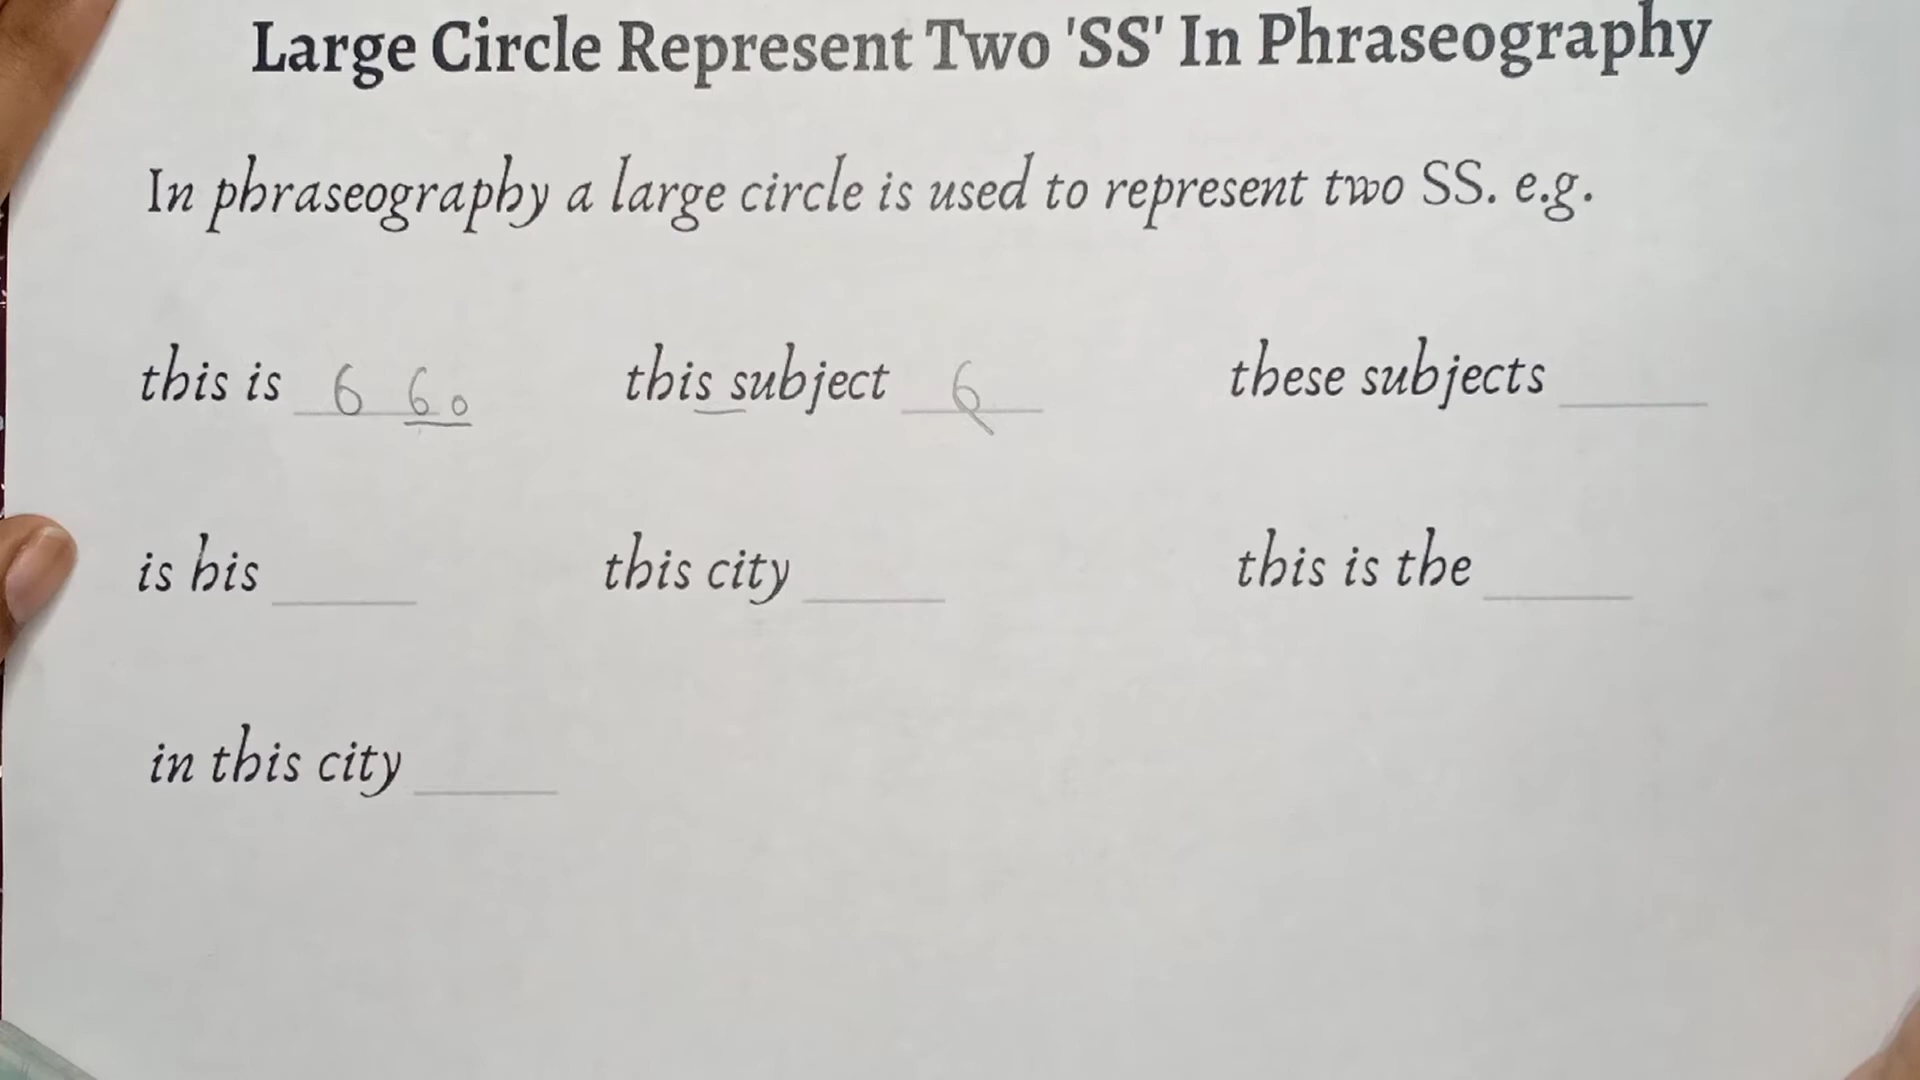 Large Circle Represent Two 'SS' In Phraseography
In phraseography a large circle is used to represent two SS. e.g.
this is this subject these subjects
is his this city this is the
in this city